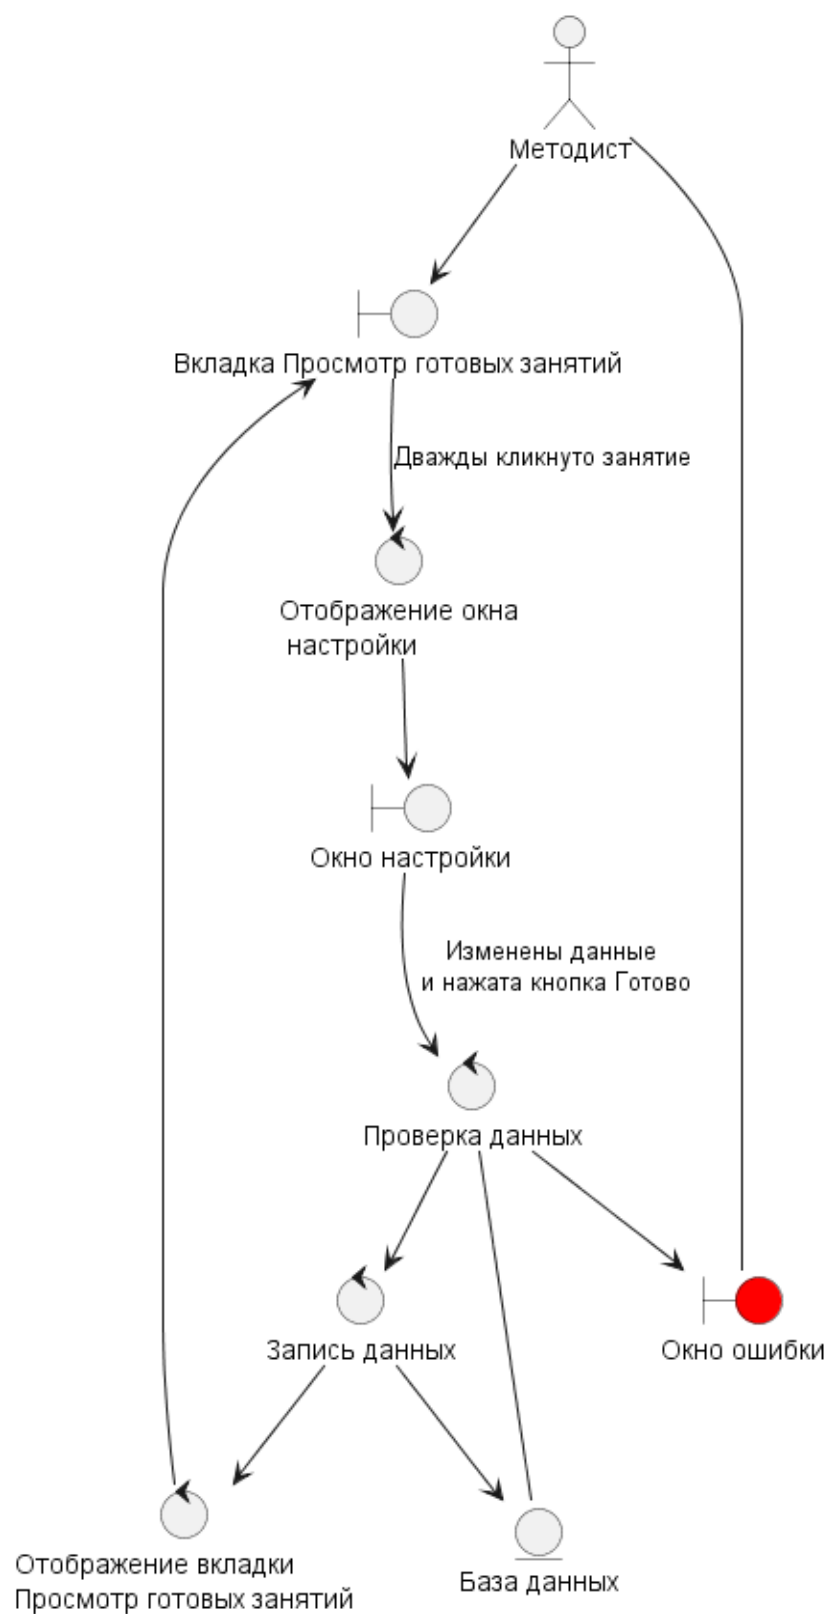 Методист
Вкладка Просмотр готовых занятий
Дважды кликнуто занятие
Отображение окна
настройки
Окно настройки
Изменены данные
и нажата кнопка Готово
Проверка данных
Запись данных
Окно ошибки
Отображение вкладки
Просмотр готовых занятий
База данных